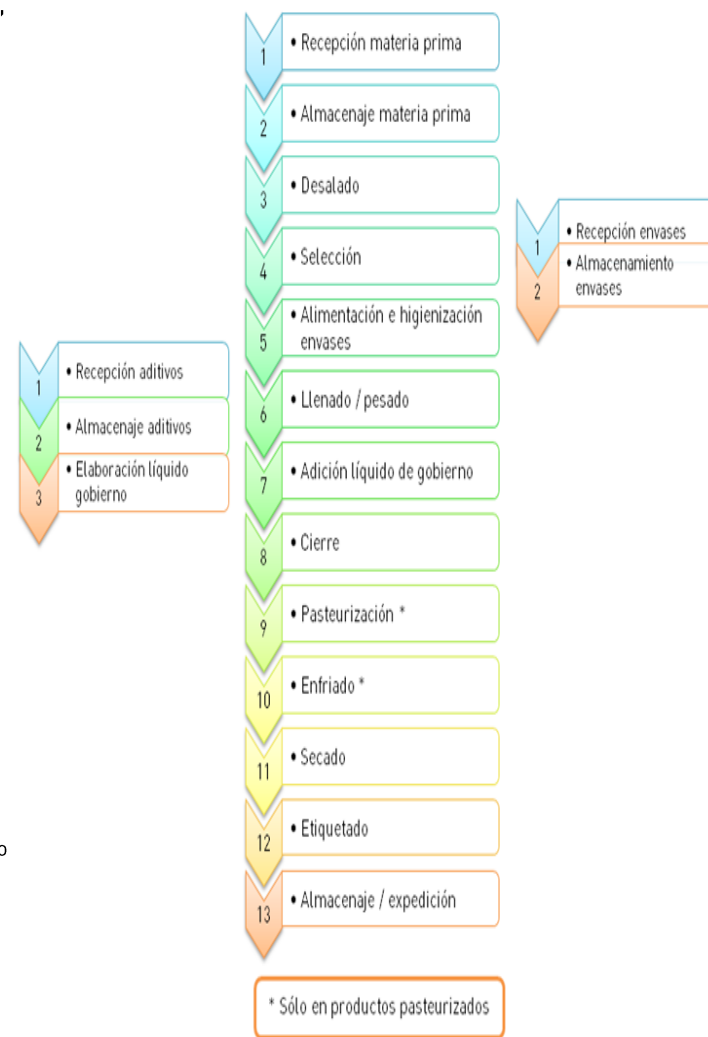 ,
1
• Recepción materia prima
2
• Almacenaje materia prima
3
• Desalado
4
• Selección
5
• Alimentación e higienización
envases
6
• Llenado / pesado
7
• Adición líquido de gobierno
8
• Cierre
9
• Pasteurización *
10
• Enfriado *
11
• Secado
12
• Etiquetado
13
• Almacenaje / expedición
* Sólo en productos pasteurizados
1
• Recepción aditivos
2
• Almacenaje aditivos
3
• Elaboración líquido
gobierno
1
• Recepción envases
2
• Almacenamiento
envases
o